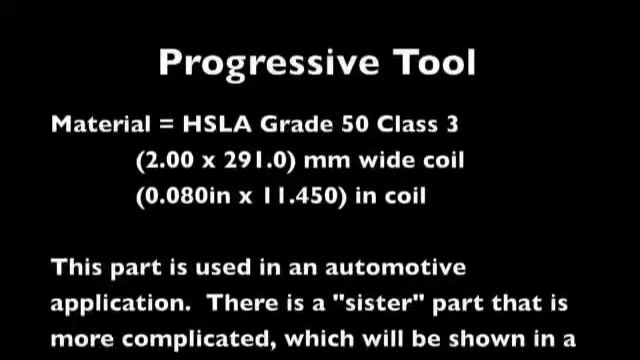 Progressive Tool
Material = HSLA Grade 50 Class 3
(2.00 x 291.0) mm wide coil
(0.080in x 11.450) in coil
This part is used in an automotive
application.  There is a "sister" part that is
more complicated, which will be shown in a